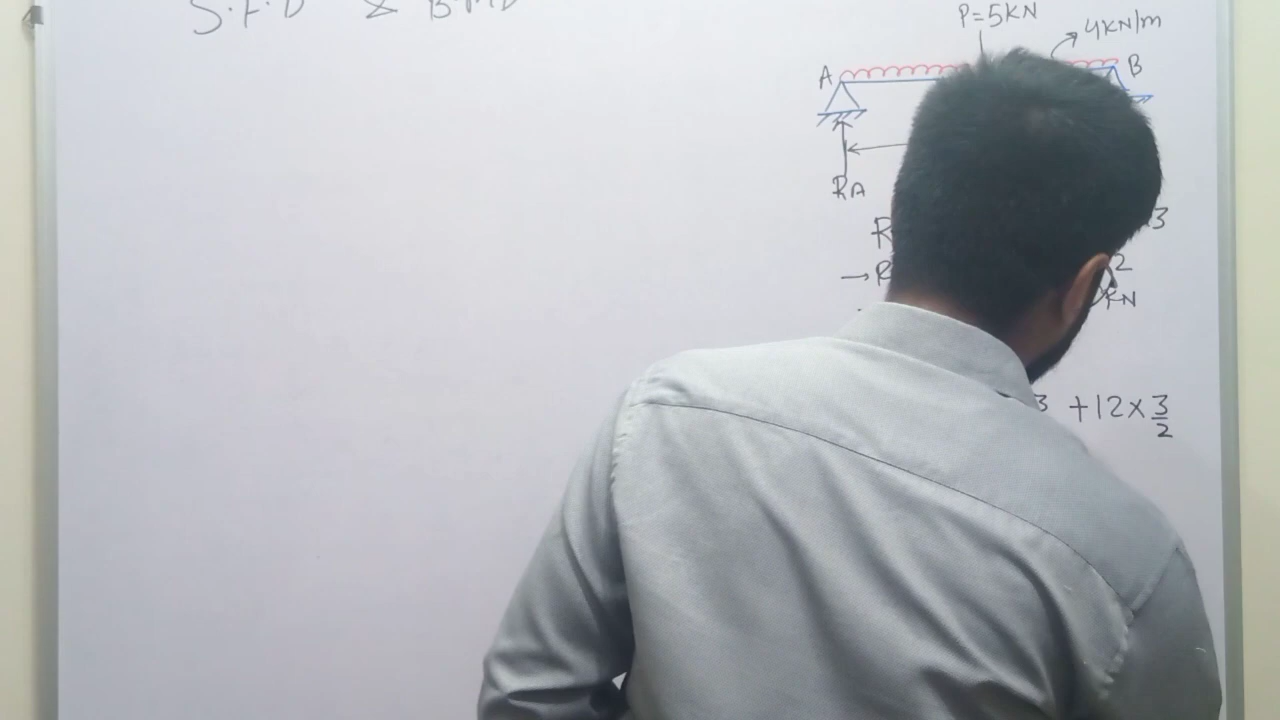 S.F.D & B.M.D
P=5KN
4KN/m
A
B
RA
R
3
→ R
2
KN
3 +12×3/2